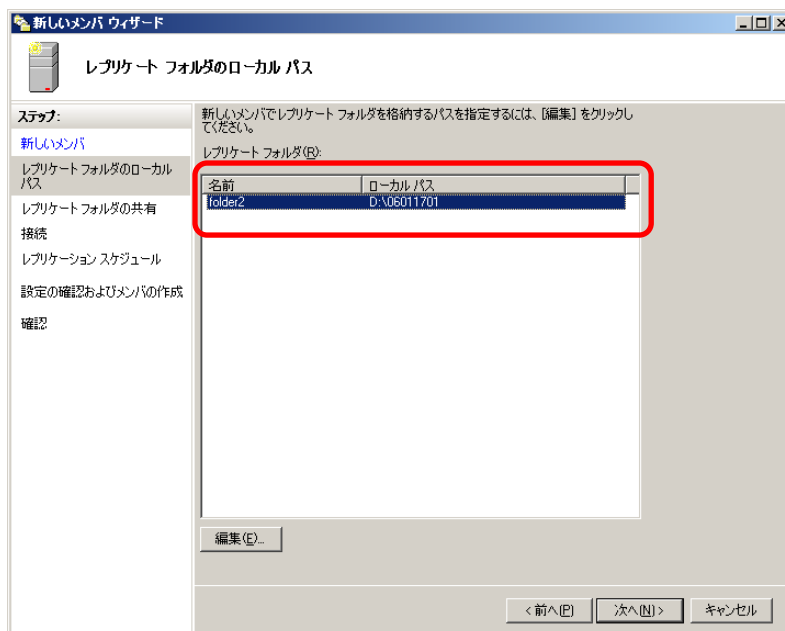 新しいメンバ ウィザード
レプリケート フォルダのローカル パス
ステップ:
新しいメンバ
レプリケート フォルダのローカル
パス
レプリケート フォルダの共有
接続
レプリケーション スケジュール
設定の確認およびメンバの作成
確認
新しいメンバでレプリケート フォルダを格納するパスを指定するには、[編集] をクリックし
てください。
レプリケート フォルダ(R):
名前 ローカル パス
folder2 D:\06011701
編集(E)...
< 前へ(P) 次へ(N) > キャンセル